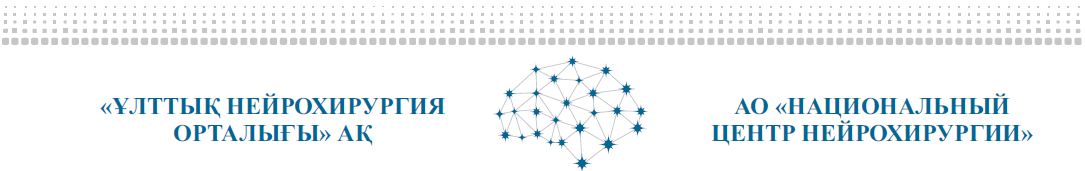 «ҰЛТТЫҚ НЕЙРОХИРУРГИЯ
ОРТАЛЫҒЫ» АҚ
АО «НАЦИОНАЛЬНЫЙ
ЦЕНТР НЕЙРОХИРУРГИИ»